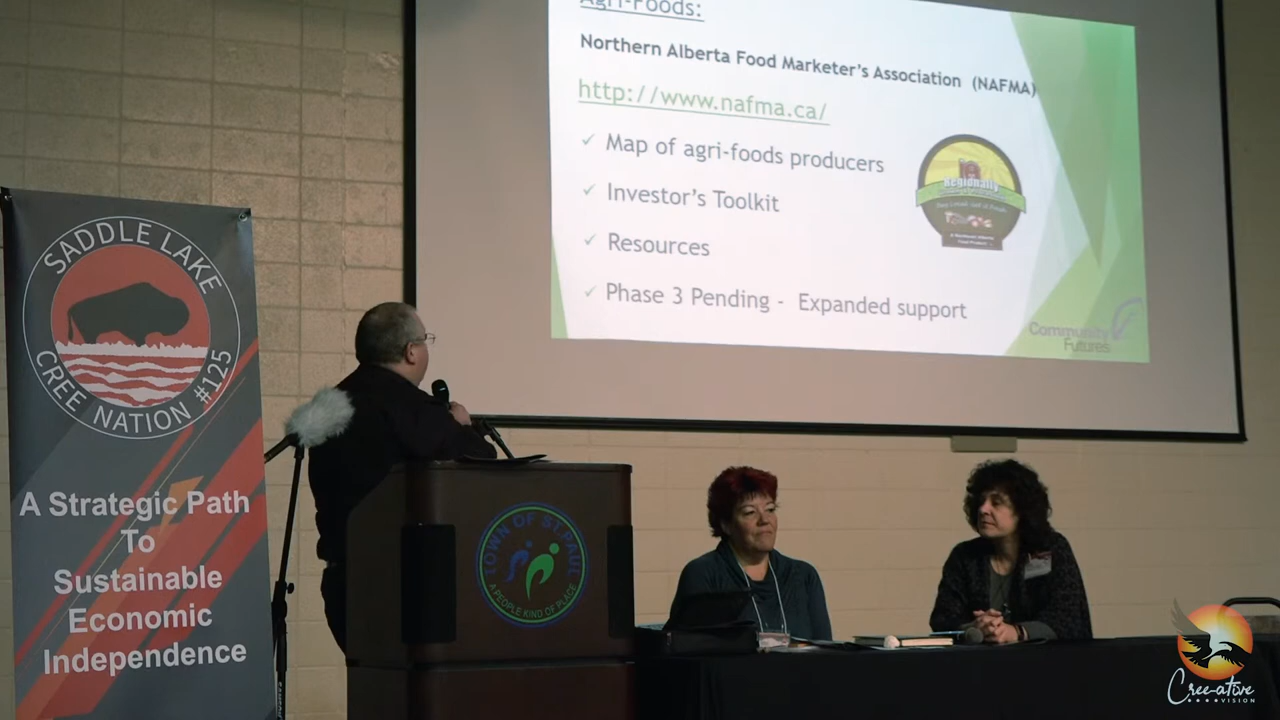 Agri-Foods:
Northern Alberta Food Marketer's Association (NAFMA)
http://www.nafma.ca/
✓ Map of agri-foods producers
✓ Investor's Toolkit
✓ Resources
✓ Phase 3 Pending - Expanded support
Regionally
Community
Futures
SADDLE LAKE
CREE NATION #125
A Strategic Path
To
Sustainable
Economic
Independence
TOWN OF ST. PAUL
A PEOPLE KIND OF PLACE
Cree-ative
VISION